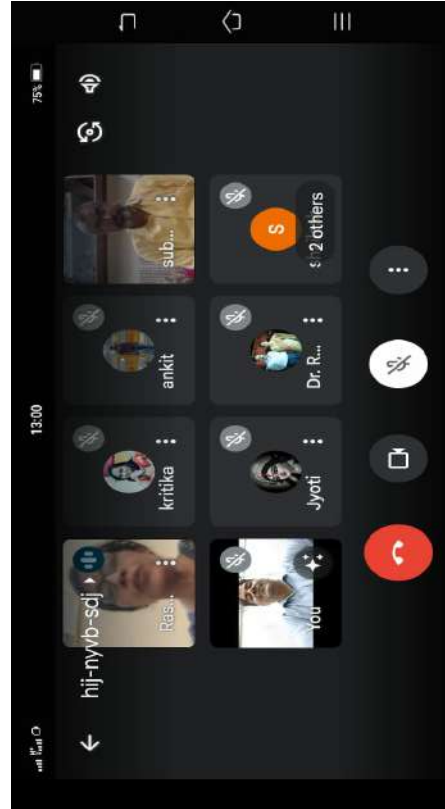 13:00
75%
hij-nyvb-sdj
Ras...
kritika
ankit
sub...
You
Jyoti
Dr. R...
S
2 others